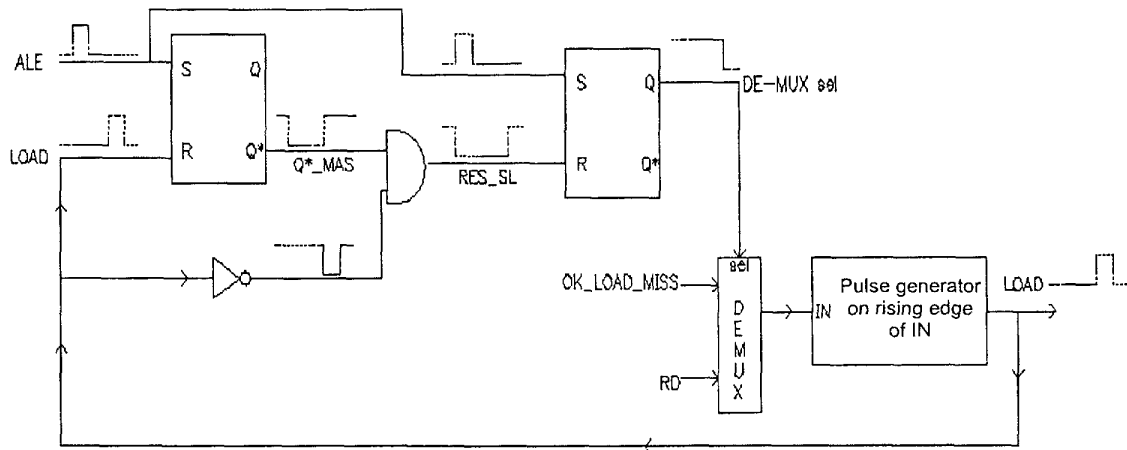 ALE
S
Q
LOAD
R
Q*
Q*_MAS
RES_SL
S
Q
R
Q*
DE-MUX sel
sel
OK_LOAD_MISS
RD
D
E
M
U
X
IN
Pulse generator
on rising edge
of IN
LOAD